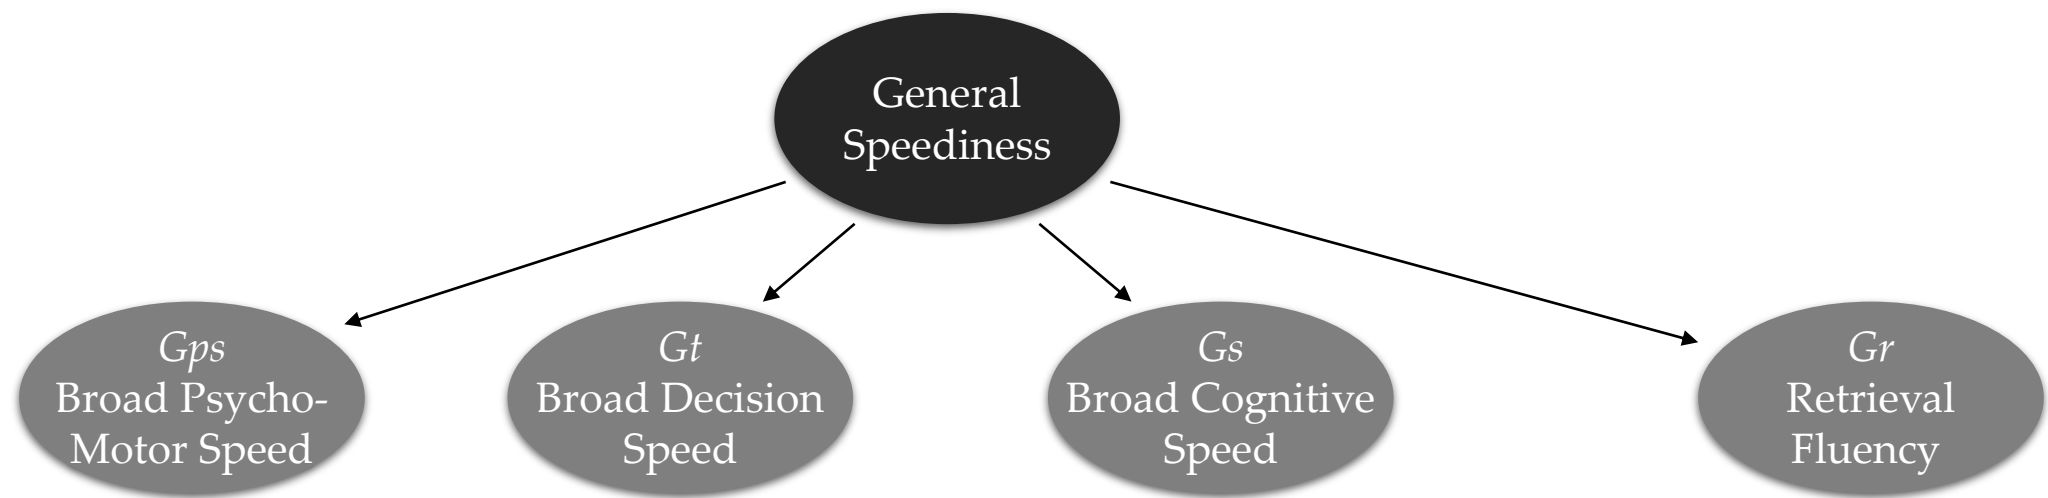 General
Speediness
Gps
Broad Psycho-
Motor Speed
Gt
Broad Decision
Speed
Gs
Broad Cognitive
Speed
Gr
Retrieval
Fluency